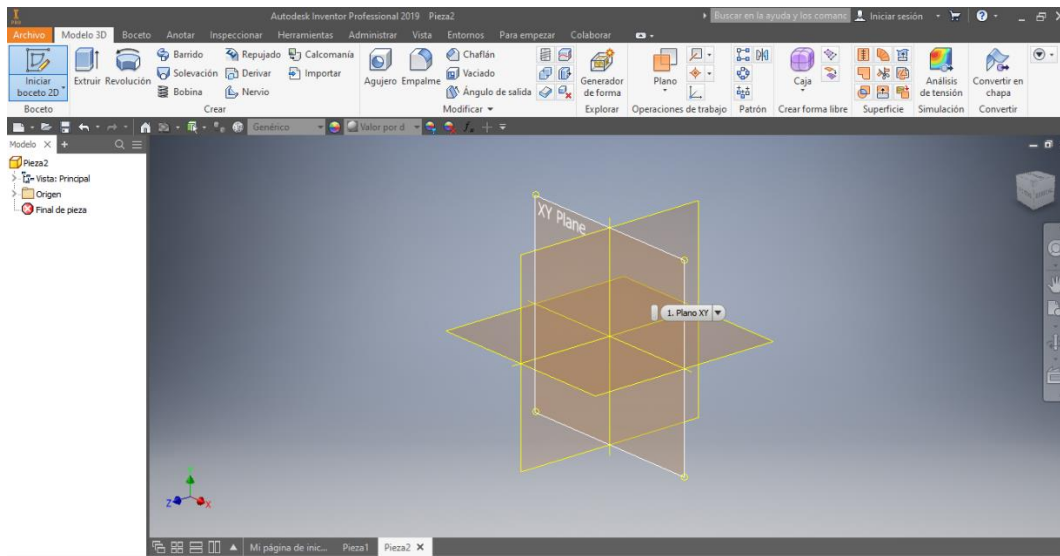 Autodesk Inventor Professional 2019 Pieza2
Buscar en la ayuda y los comanc
Iniciar sesión
PRO
Archivo Modelo 3D Boceto Anotar Inspeccionar Herramientas Administrar Vista Entornos Para empezar Colaborar
Iniciar boceto 2D
Extruir
Revolución
Barrido
Solevación
Bobina
Repujado
Derivar
Nervio
Calcomanía
Importar
Agujero
Empalme
Chaflán
Vaciado
Ángulo de salida
Generador de forma
Plano
Caja
Análisis de tensión
Convertir en chapa
Boceto Crear Modificar Explorar Operaciones de trabajo Patrón Crear forma libre Superficie Simulación Convertir
Genérico
Valor por d
Modelo
Pieza2
Vista: Principal
Origen
Final de pieza
XY Plane
1. Plano XY
Y
Z
X
Mi página de inic... Pieza1 Pieza2